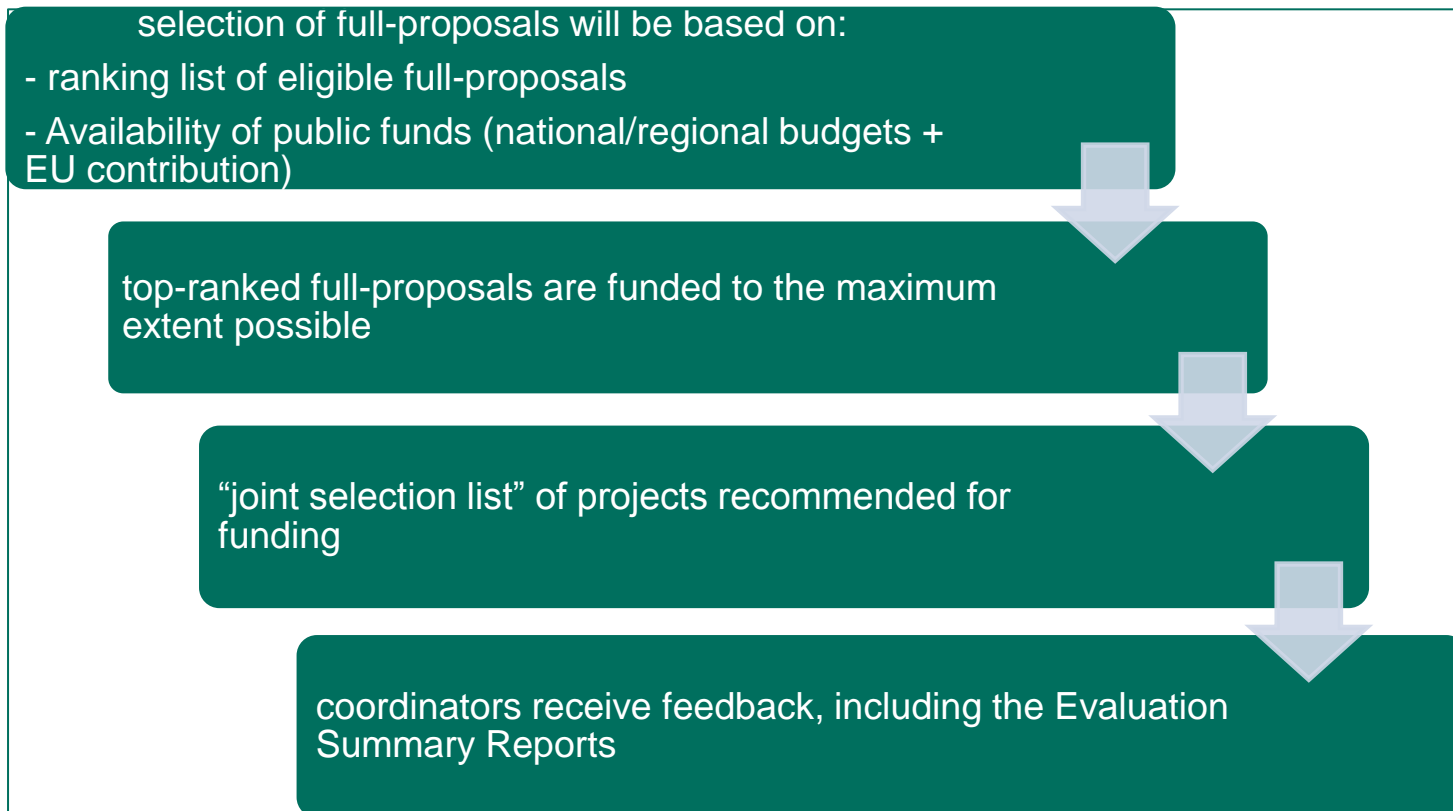 selection of full-proposals will be based on:
- ranking list of eligible full-proposals
- Availability of public funds (national/regional budgets +
EU contribution)
top-ranked full-proposals are funded to the maximum
extent possible
“joint selection list” of projects recommended for
funding
coordinators receive feedback, including the Evaluation
Summary Reports